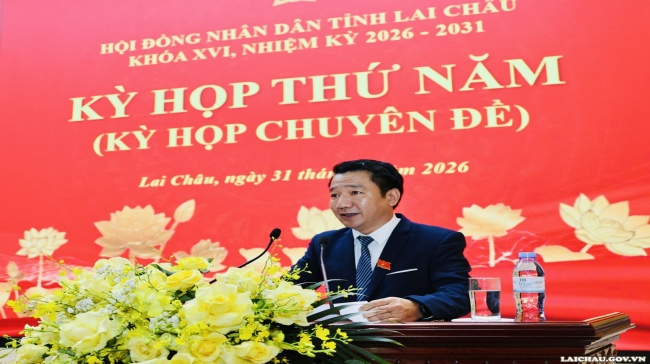 HỘI ĐỒNG NHÂN DÂN TỈNH LAI CHÂU
KHÓA XVI, NHIỆM KỲ 2026 - 2031
KỲ HỌP THỨ NĂM
(KỲ HỌP CHUYÊN ĐỀ)
Lai Châu, ngày 31 năm 2026
LAICHAU.GOV.VN